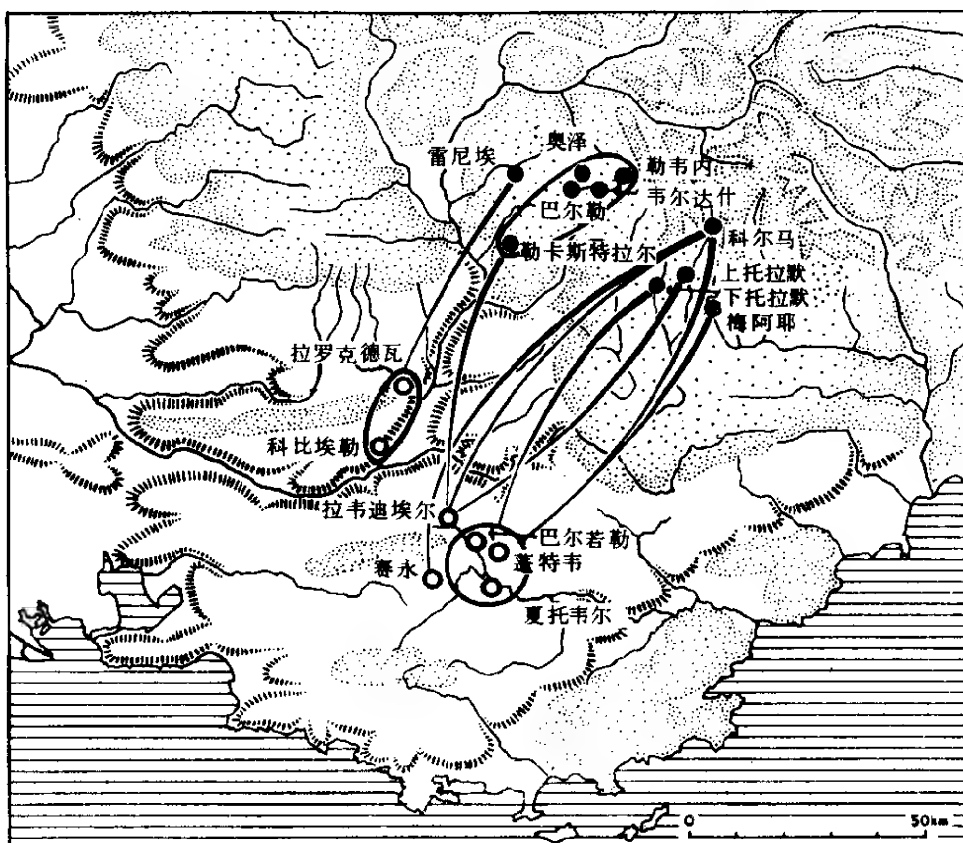 奥泽
雷尼埃
勒韦内
韦尔达什
巴尔勒
科尔马
勒卡斯特拉尔
上托拉默
下托拉默
梅阿耶
拉罗克德瓦
科比埃勒
拉韦迪埃尔
巴尔若勒
蓬特韦
赛永
夏托韦尔
0 50km